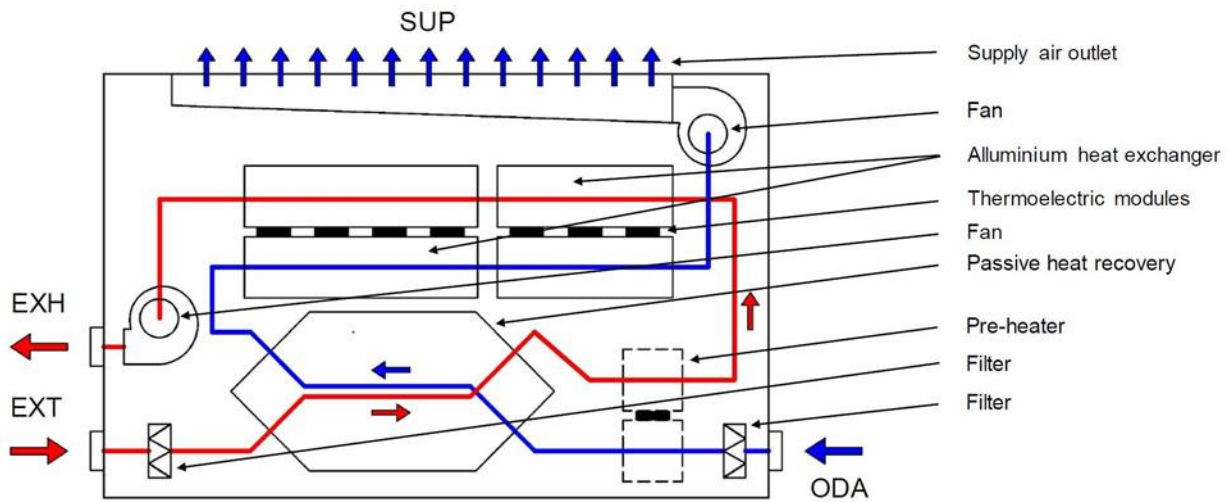 SUP
Supply air outlet
Fan
Alluminium heat exchanger
Thermoelectric modules
Fan
Passive heat recovery
EXH
Pre-heater
Filter
EXT
Filter
ODA